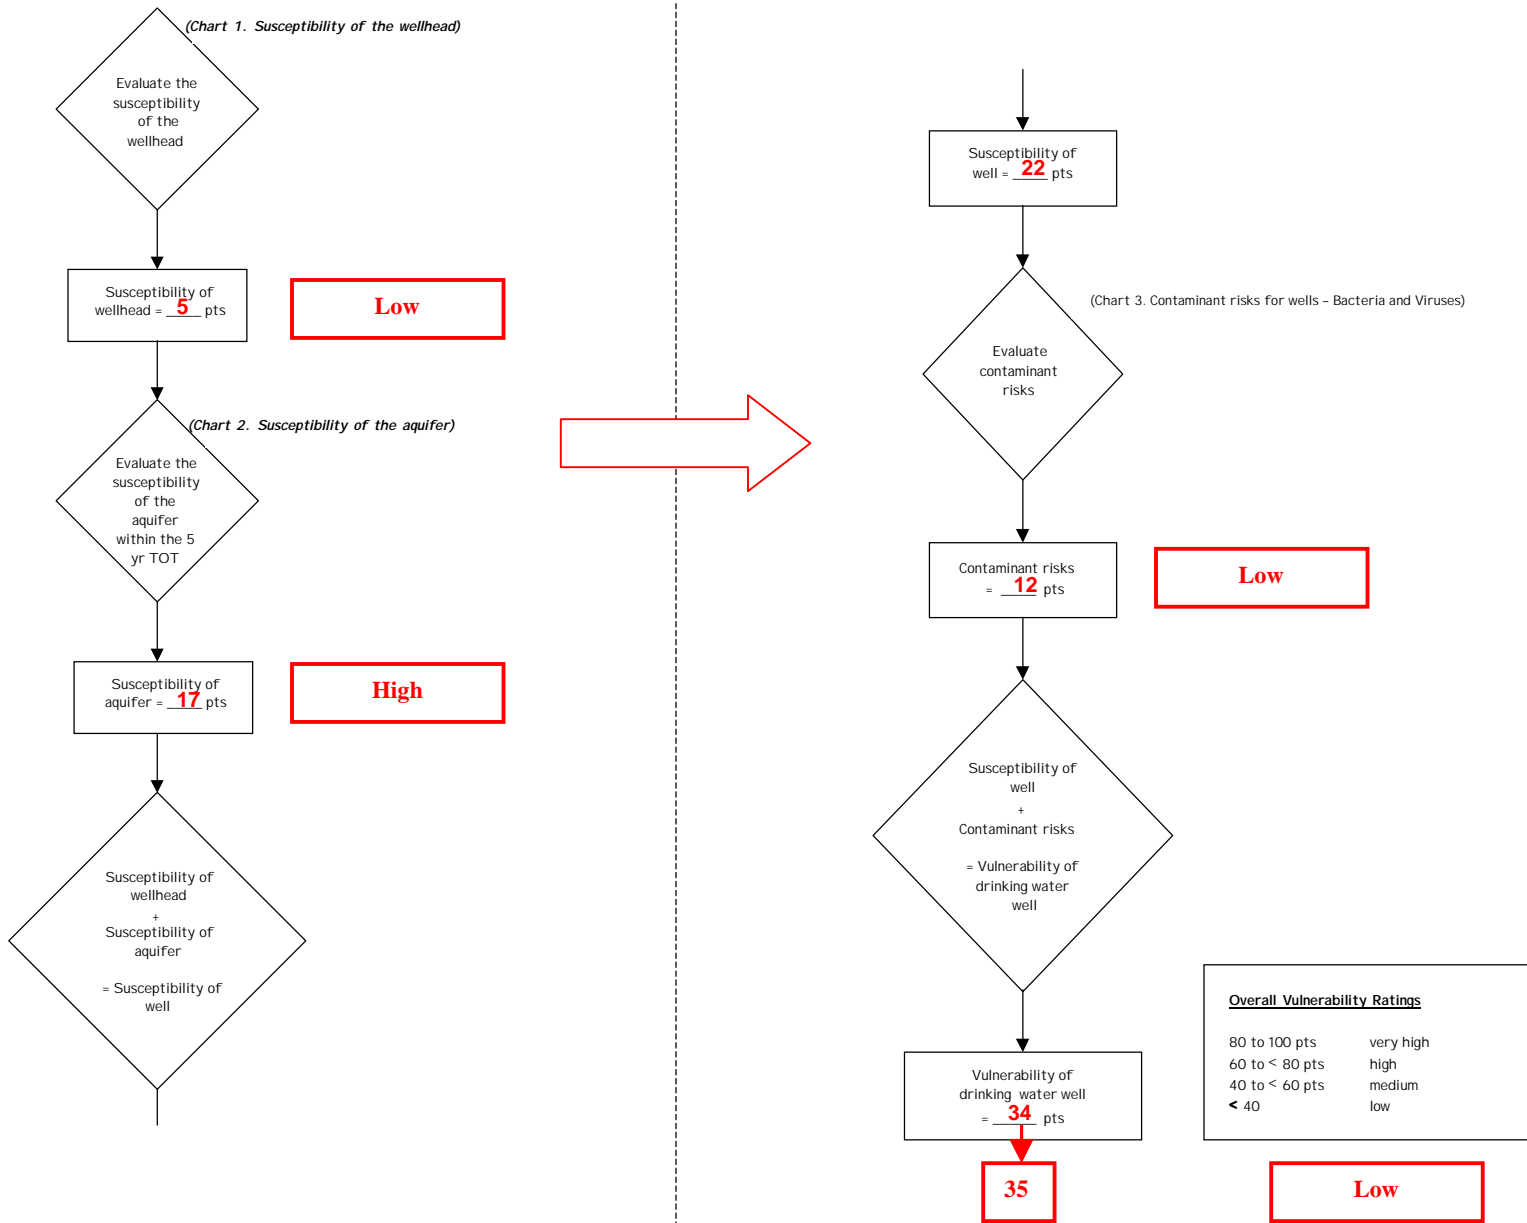 (Chart 1. Susceptibility of the wellhead)
Evaluate the
susceptibility
of the
wellhead
Susceptibility of
wellhead = 5 pts
Low
(Chart 2. Susceptibility of the aquifer)
Evaluate the
susceptibility
of the
aquifer
within the 5
yr TOT
Susceptibility of
aquifer = 17 pts
High
Susceptibility of
wellhead
+
Susceptibility of
aquifer
= Susceptibility of
well
Susceptibility of
well = 22 pts
(Chart 3. Contaminant risks for wells – Bacteria and Viruses)
Evaluate
contaminant
risks
Contaminant risks
= 12 pts
Low
Susceptibility of
well
+
Contaminant risks
= Vulnerability of
drinking water
well
Vulnerability of
drinking water well
= 34 pts
35
Overall Vulnerability Ratings
80 to 100 pts very high
60 to < 80 pts high
40 to < 60 pts medium
< 40 low
Low